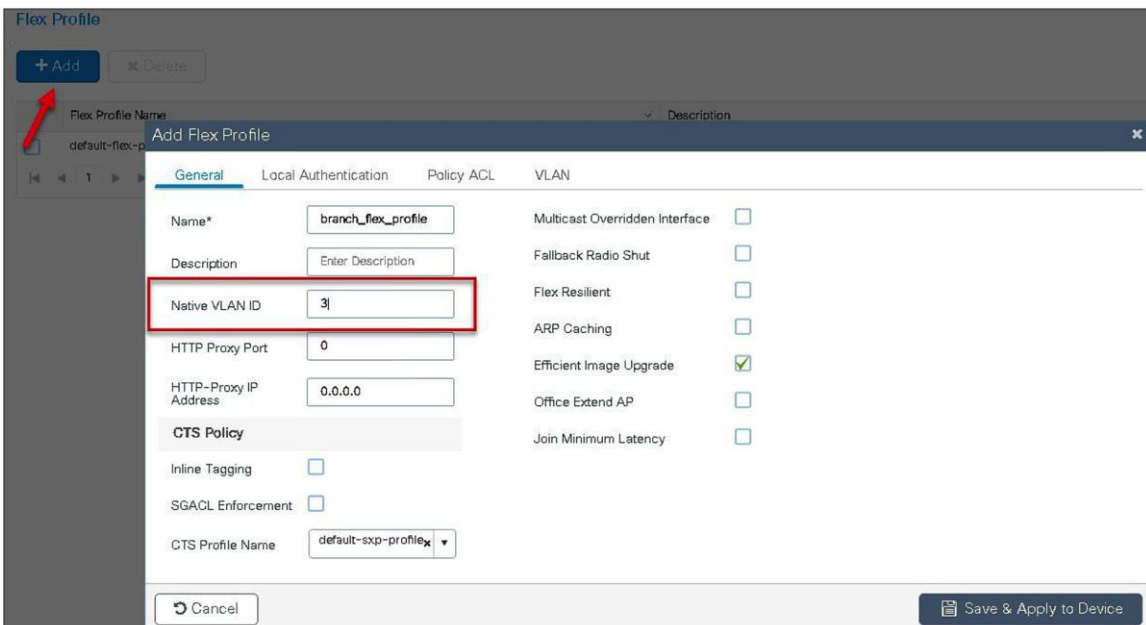 Flex Profile
+ Add
× Delete
Flex Profile Name
Description
default-flex-p
1
Add Flex Profile
×
General
Local Authentication
Policy ACL
VLAN
Name*
branch_flex_profile
Description
Enter Description
Native VLAN ID
3
HTTP Proxy Port
0
HTTP-Proxy IP
Address
0.0.0.0
CTS Policy
Inline Tagging
SGACL Enforcement
CTS Profile Name
default-sxp-profile
×
Multicast Overridden Interface
Fallback Radio Shut
Flex Resilient
ARP Caching
Efficient Image Upgrade
Office Extend AP
Join Minimum Latency
Cancel
Save & Apply to Device